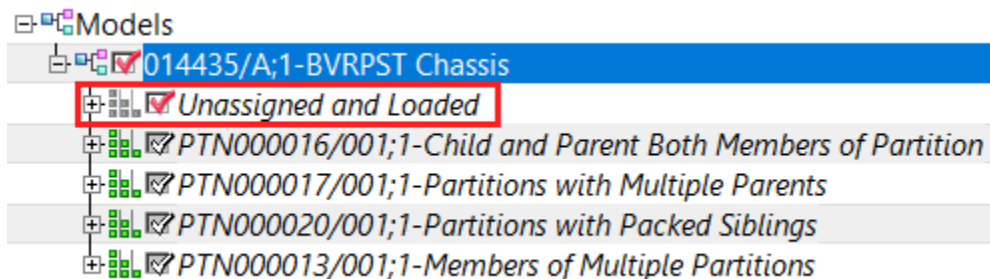 Models
014435/A;1-BVRPST Chassis
Unassigned and Loaded
PTN000016/001;1-Child and Parent Both Members of Partition
PTN000017/001;1-Partitions with Multiple Parents
PTN000020/001;1-Partitions with Packed Siblings
PTN000013/001;1-Members of Multiple Partitions